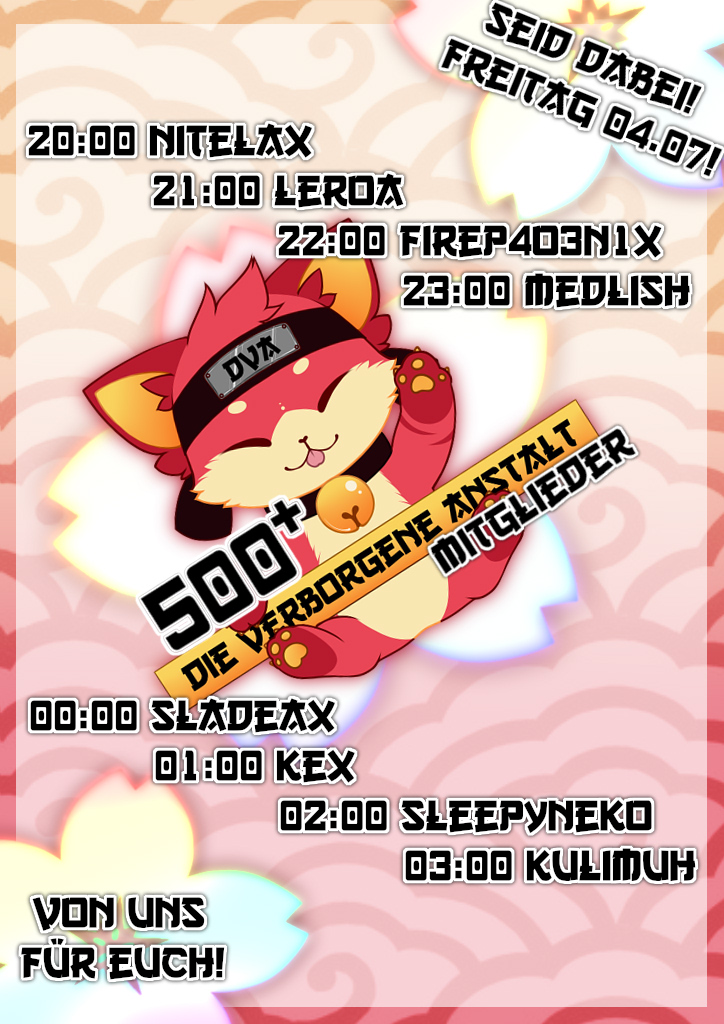 SEID DABEI!
FREITAG 04.07!
20:00 NITELAX
21:00 LEROA
22:00 FIREP4O3N1X
23:00 MEDLISH
DVA
500+
DIE VERBORGENE ANSTALT
MITGLIEDER
00:00 SLADEAX
01:00 KEX
02:00 SLEEPYNEKO
03:00 KULIMUH
VON UNS
FÜR EUCH!